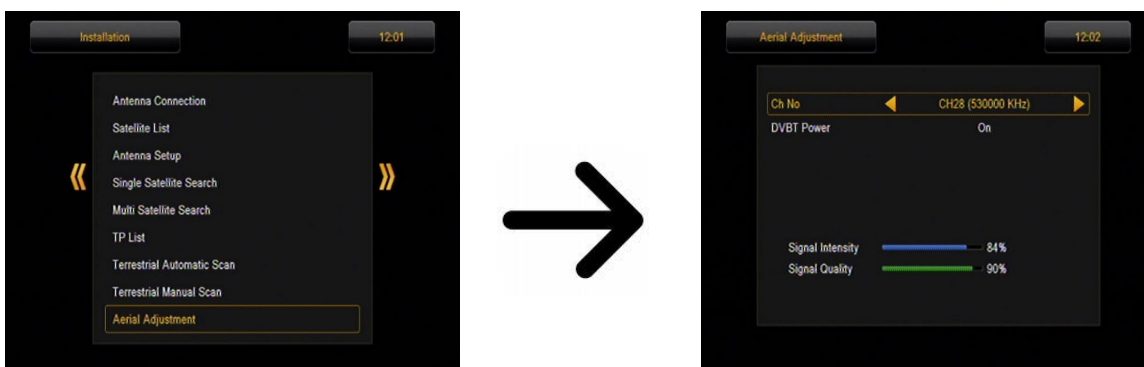 Installation 12:01
Antenna Connection
Satellite List
Antenna Setup
Single Satellite Search
Multi Satellite Search
TP List
Terrestrial Automatic Scan
Terrestrial Manual Scan
Aerial Adjustment
Aerial Adjustment 12:02
Ch No CH28 (530000 KHz)
DVBT Power On
Signal Intensity 84%
Signal Quality 90%